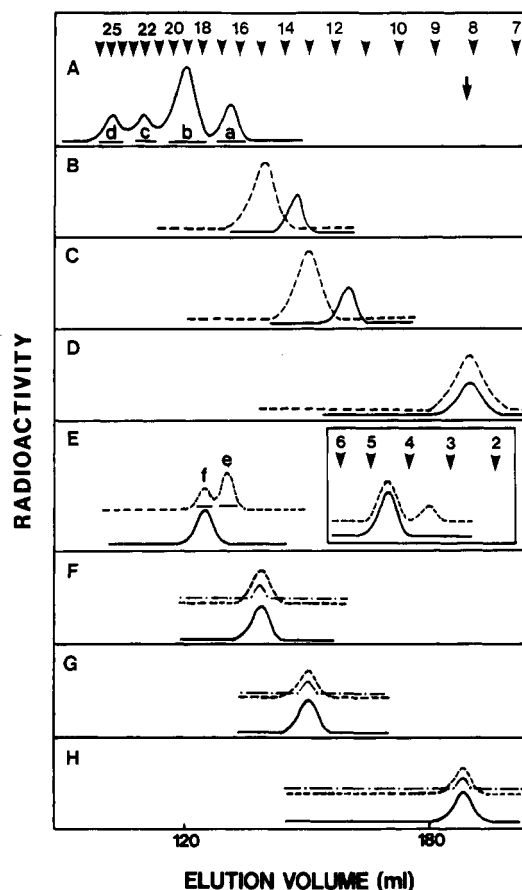 25 22 20 18 16 14 12 10 9 8 7
A
d c b a
B
C
D
E
f e
6 5 4 3 2
F
G
H
RADIOACTIVITY
120 180
ELUTION VOLUME (ml)